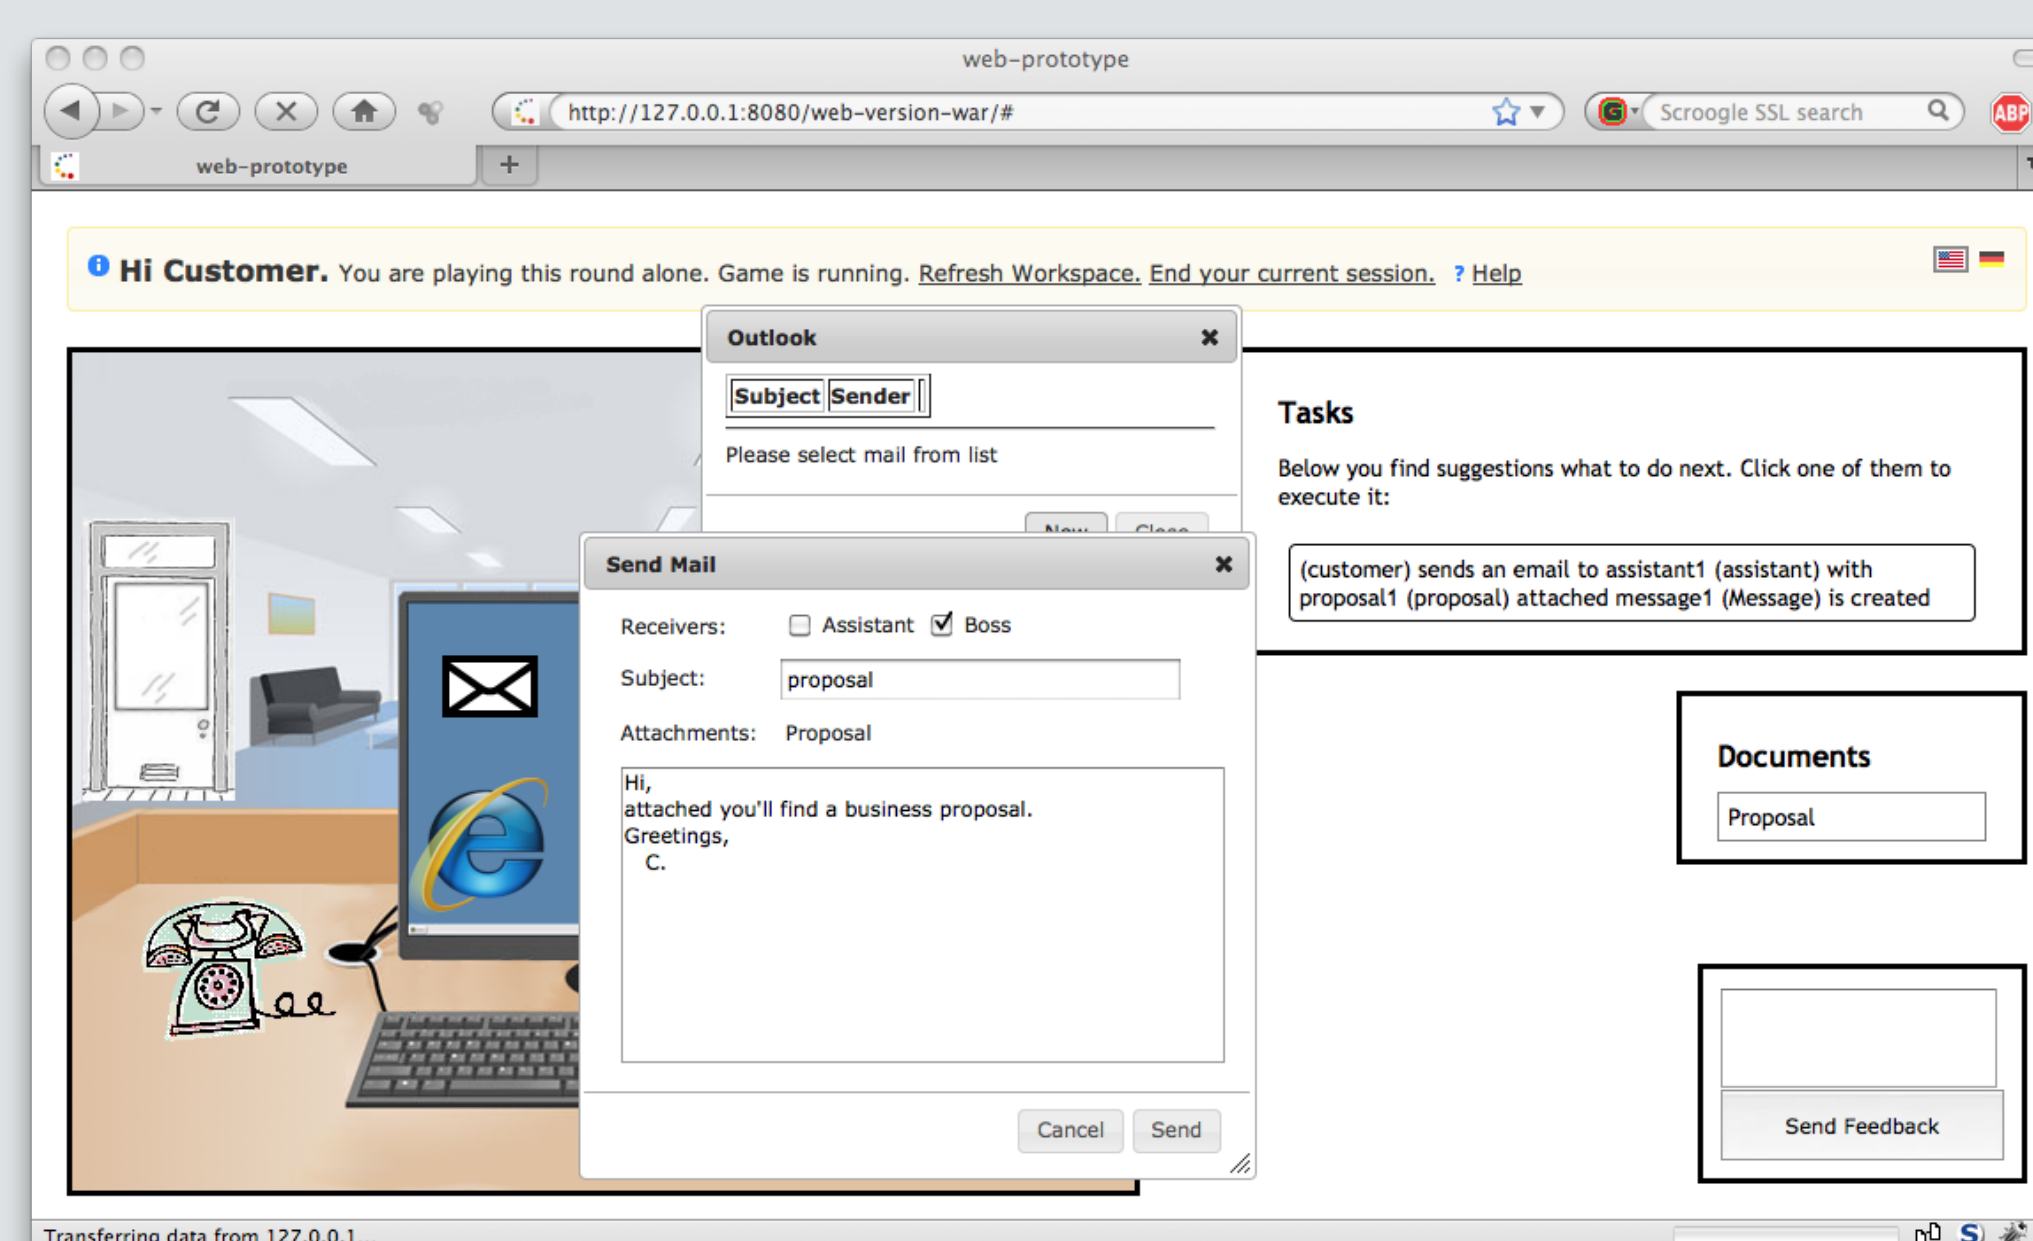 web-prototype
http://127.0.0.1:8080/web-version-war/#
G
Scroogle SSL search
ABP
web-prototype
+
i Hi Customer. You are playing this round alone. Game is running. Refresh Workspace. End your current session. ? Help
Outlook
Subject Sender
Please select mail from list
New Close
Tasks
Below you find suggestions what to do next. Click one of them to
execute it:
(customer) sends an email to assistant1 (assistant) with
proposal1 (proposal) attached message1 (Message) is created
Send Mail
Receivers: Assistant Boss
Subject: proposal
Attachments: Proposal
Hi,
attached you'll find a business proposal.
Greetings,
C.
Cancel Send
Documents
Proposal
Send Feedback
Transferring data from 127.0.0.1...
S